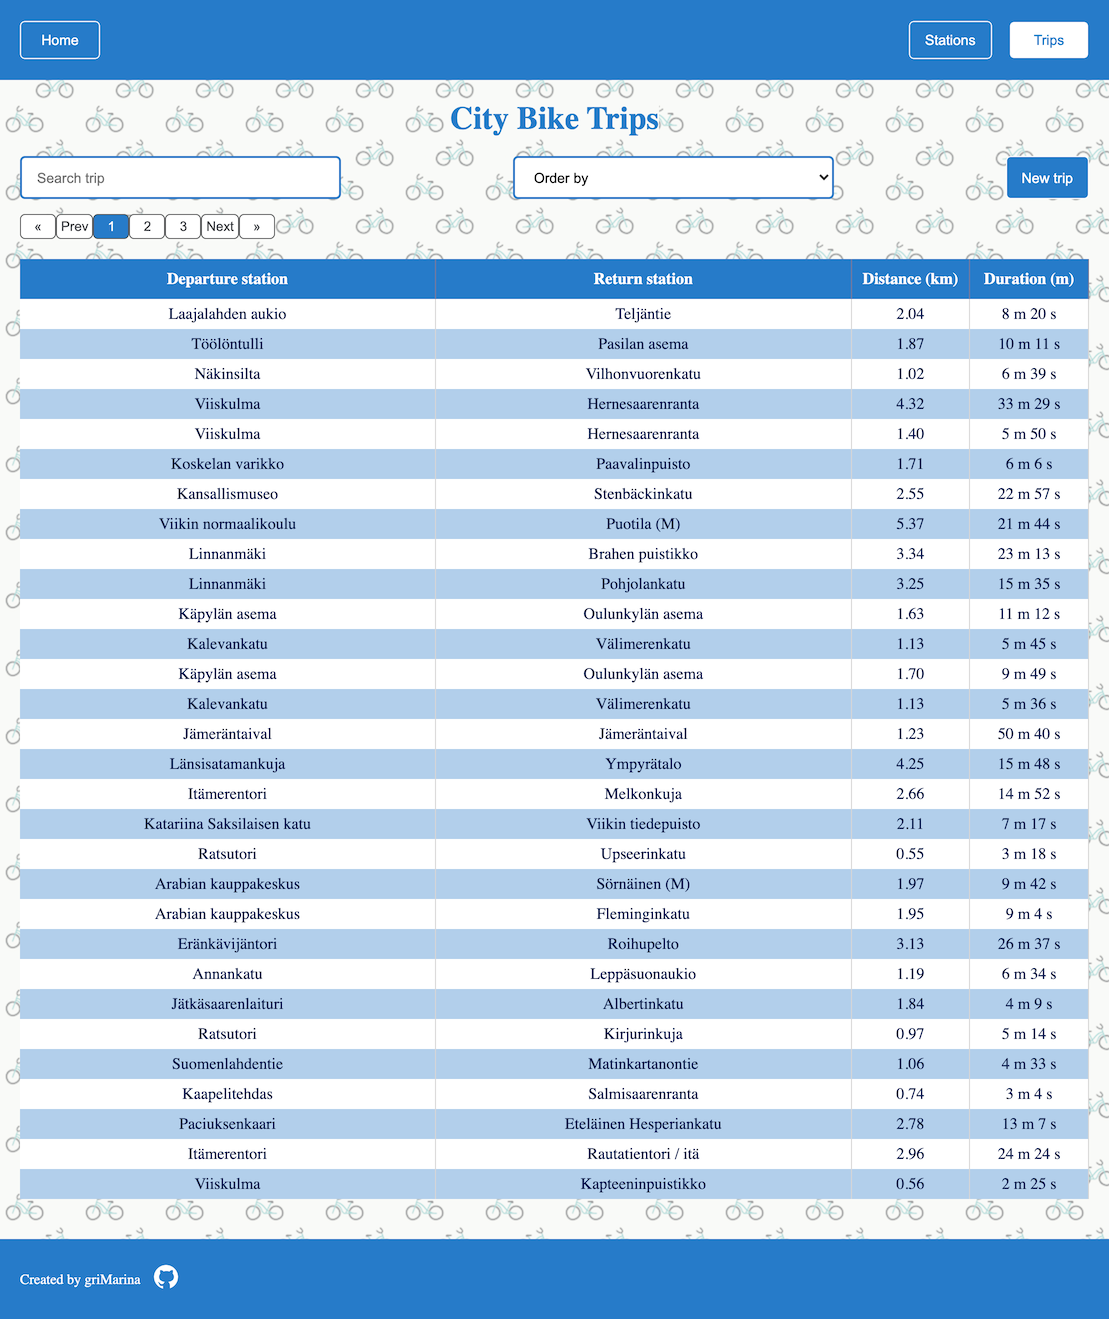 Home Stations Trips
City Bike Trips
Search trip Order by New trip
« Prev 1 2 3 Next »
Departure station Return station Distance (km) Duration (m)
Laajalahden aukio Teljäntie 2.04 8 m 20 s
Töölöntulli Pasilan asema 1.87 10 m 11 s
Näkinsilta Vilhonvuorenkatu 1.02 6 m 39 s
Viiskulma Hernesaarenranta 4.32 33 m 29 s
Viiskulma Hernesaarenranta 1.40 5 m 50 s
Koskelan varikko Paavalinpuisto 1.71 6 m 6 s
Kansallismuseo Stenbäckinkatu 2.55 22 m 57 s
Viikin normaalikoulu Puotila (M) 5.37 21 m 44 s
Linnanmäki Brahen puistikko 3.34 23 m 13 s
Linnanmäki Pohjolankatu 3.25 15 m 35 s
Käpylän asema Oulunkylän asema 1.63 11 m 12 s
Kalevankatu Välimerenkatu 1.13 5 m 45 s
Käpylän asema Oulunkylän asema 1.70 9 m 49 s
Kalevankatu Välimerenkatu 1.13 5 m 36 s
Jämeräntaival Jämeräntaival 1.23 50 m 40 s
Länsisatamankuja Ympyrätalo 4.25 15 m 48 s
Itämerentori Melkonkuja 2.66 14 m 52 s
Katariina Saksilaisen katu Viikin tiedepuisto 2.11 7 m 17 s
Ratsutori Upseerinkatu 0.55 3 m 18 s
Arabian kauppakeskus Sörnäinen (M) 1.97 9 m 42 s
Arabian kauppakeskus Fleminginkatu 1.95 9 m 4 s
Eränkävijäntori Roihupelto 3.13 26 m 37 s
Annankatu Leppäsuonaukio 1.19 6 m 34 s
Jätkäsaarenlaituri Albertinkatu 1.84 4 m 9 s
Ratsutori Kirjurinkuja 0.97 5 m 14 s
Suomenlahdentie Matinkartanontie 1.06 4 m 33 s
Kaapelitehdas Salmisaarenranta 0.74 3 m 4 s
Paciuksenkaari Eteläinen Hesperiankatu 2.78 13 m 7 s
Itämerentori Rautatientori / itä 2.96 24 m 24 s
Viiskulma Kapteeninpuistikko 0.56 2 m 25 s
Created by griMarina